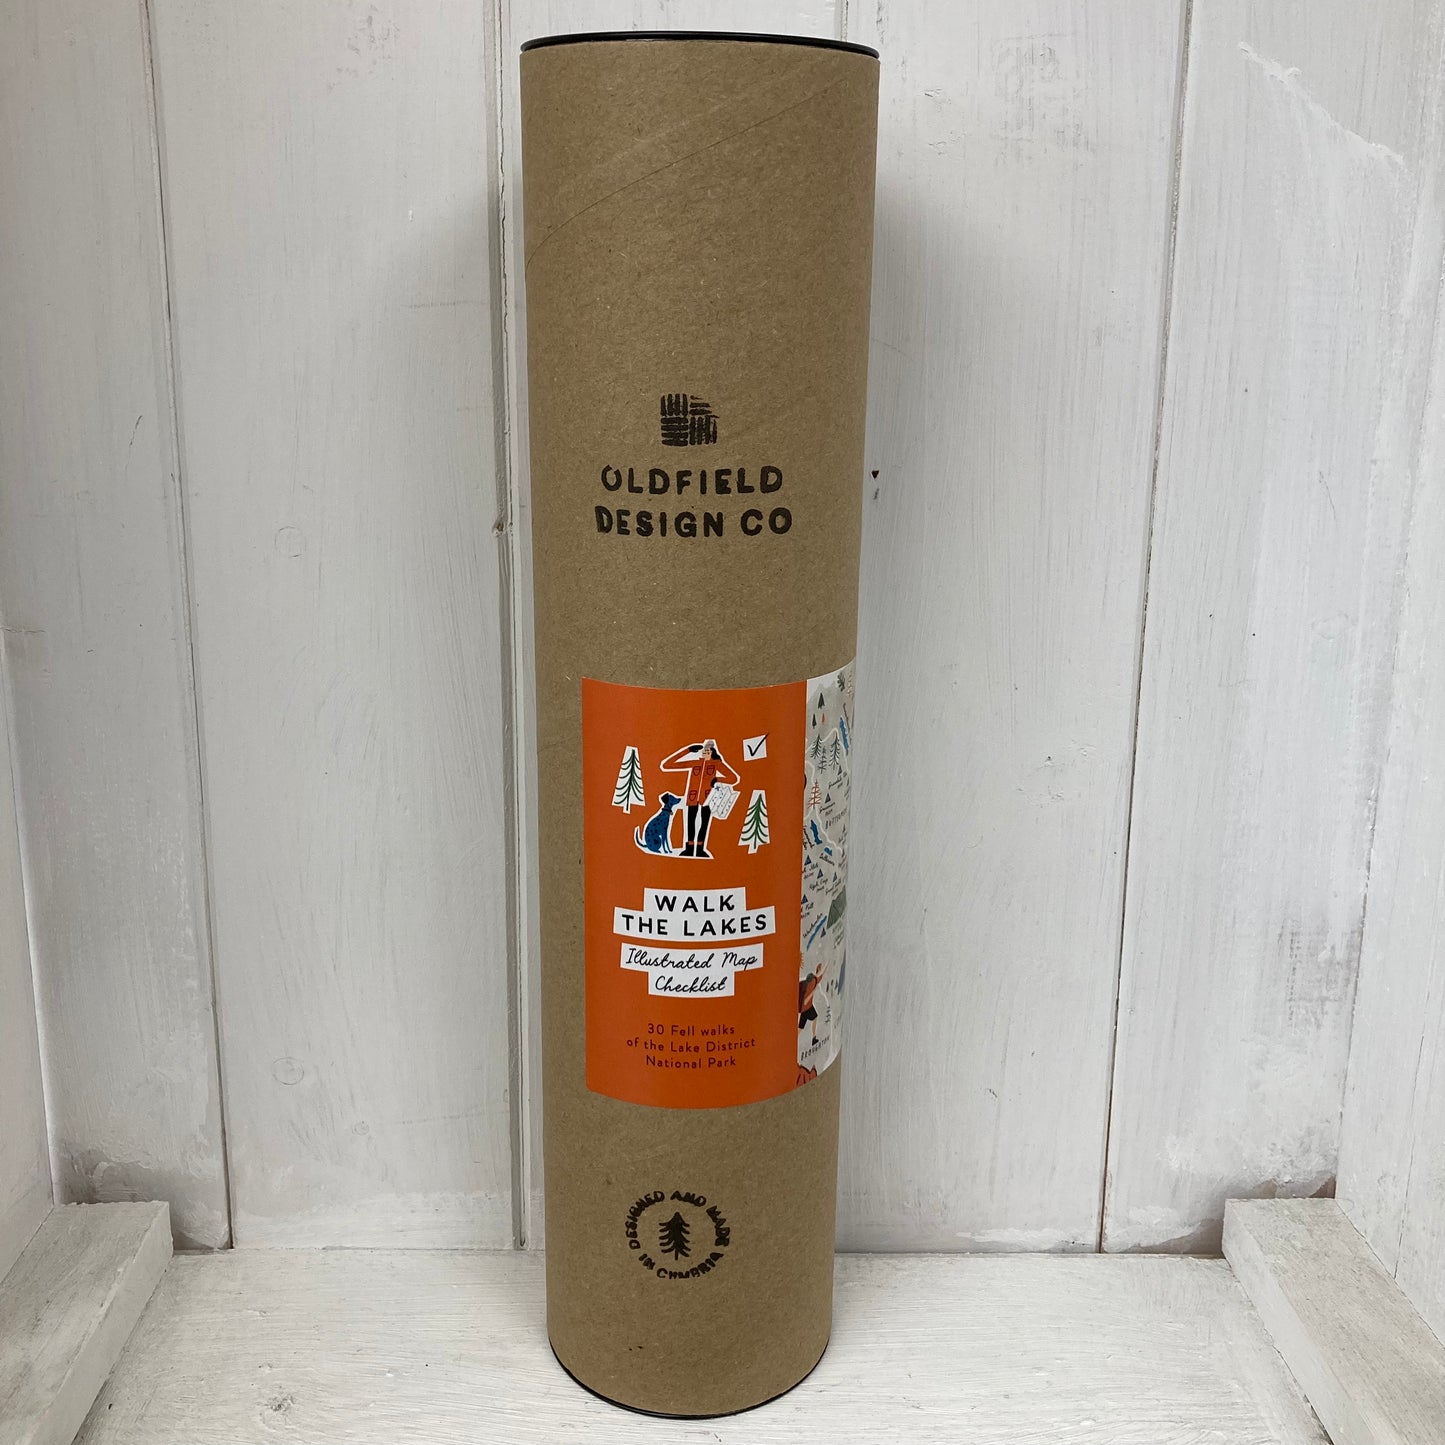 OLDFIELD
DESIGN CO
WALK
THE LAKES
Illustrated Map
Checklist
30 Fell walks
of the Lake District
National Park
BROUGHTON
DESIGNED AND MADE IN CUMBRIA